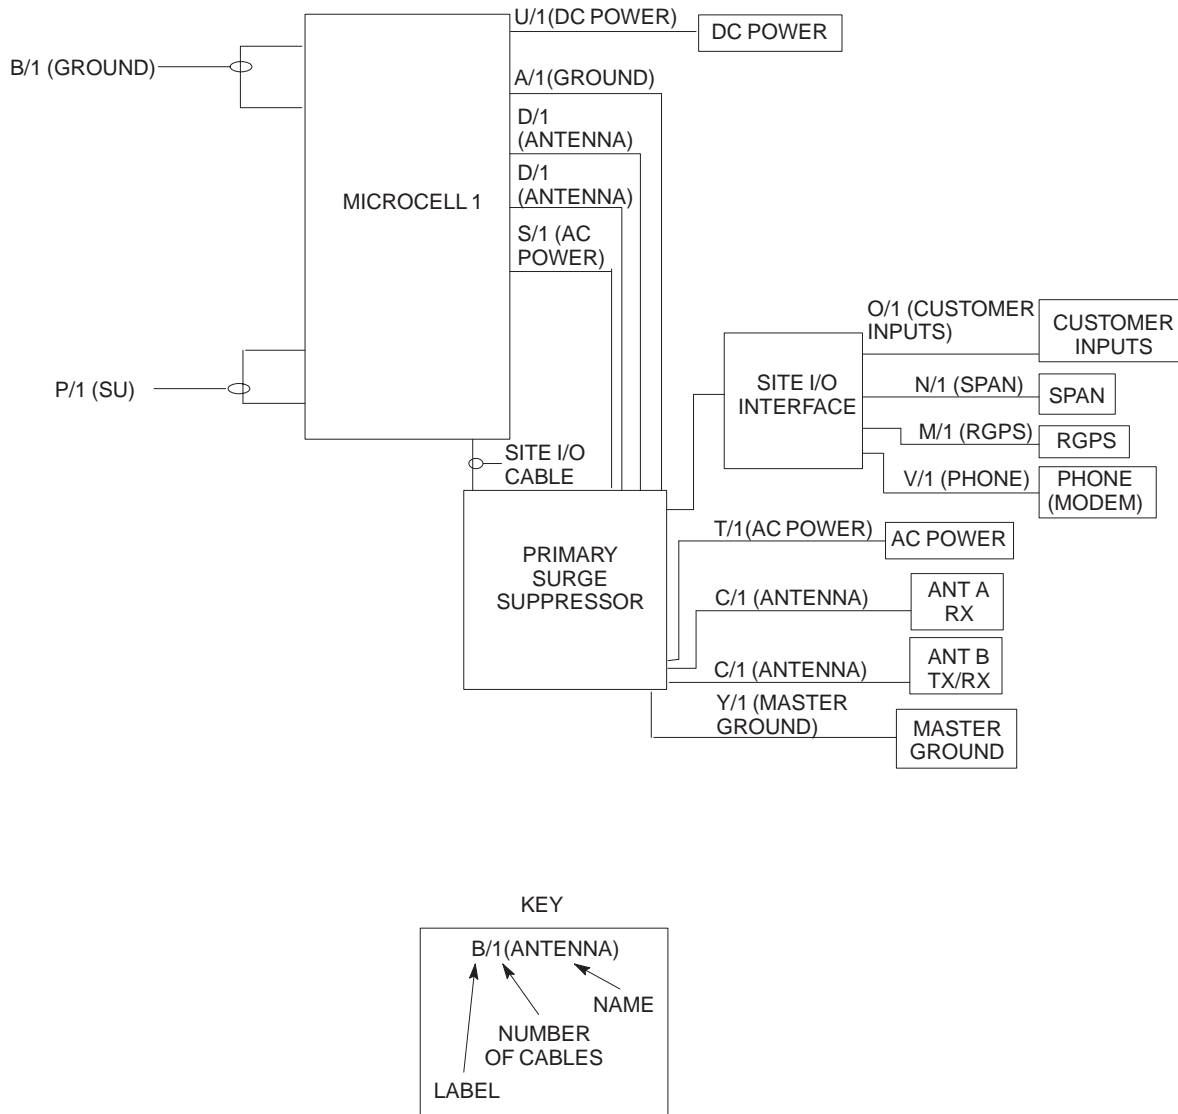 U/1(DC POWER)
DC POWER
B/1 (GROUND)
A/1(GROUND)
D/1
(ANTENNA)
D/1
(ANTENNA)
MICROCELL 1
S/1 (AC
POWER)
O/1 (CUSTOMER
INPUTS)
CUSTOMER
INPUTS
P/1 (SU)
SITE I/O
INTERFACE
N/1 (SPAN)
SPAN
M/1 (RGPS)
RGPS
SITE I/O
CABLE
V/1 (PHONE)
PHONE
(MODEM)
T/1(AC POWER)
AC POWER
PRIMARY
SURGE
SUPPRESSOR
C/1 (ANTENNA)
ANT A
RX
C/1 (ANTENNA)
ANT B
TX/RX
Y/1 (MASTER
GROUND)
MASTER
GROUND
KEY
B/1(ANTENNA)
NAME
NUMBER
OF CABLES
LABEL